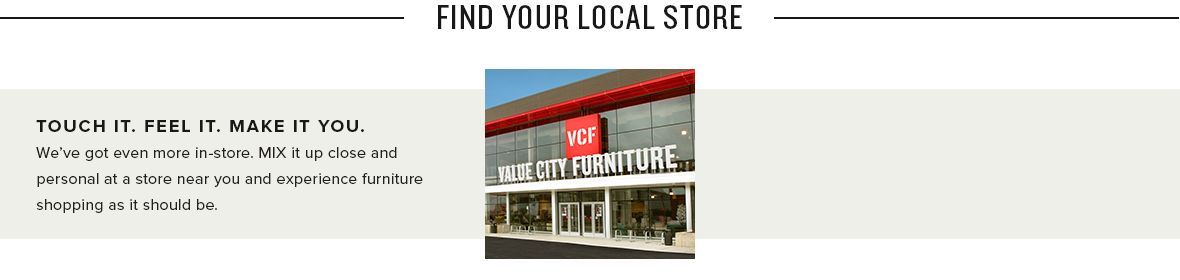 FIND YOUR LOCAL STORE
TOUCH IT. FEEL IT. MAKE IT YOU.
We’ve got even more in-store. MIX it up close and
personal at a store near you and experience furniture
shopping as it should be.
VCF
VALUE CITY FURNITURE